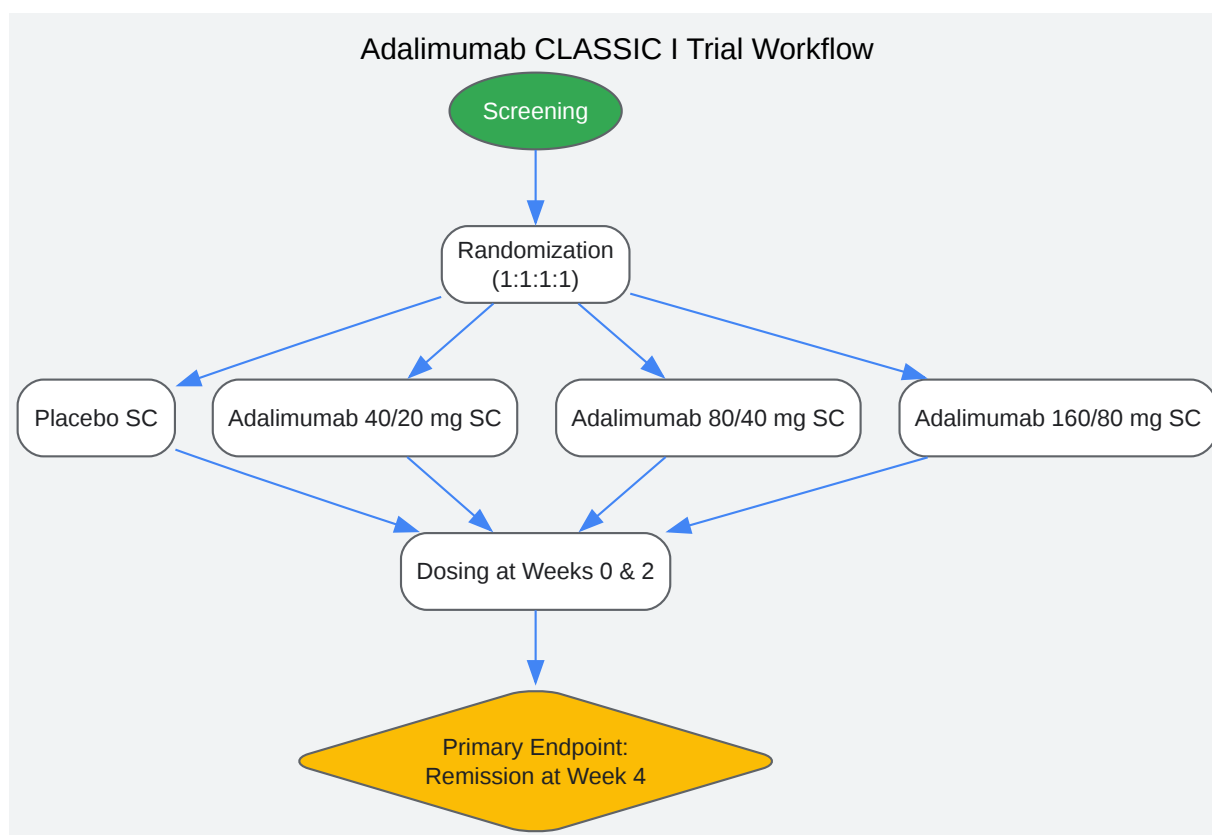 Adalimumab CLASSIC I Trial Workflow
Screening
Randomization
(1:1:1:1)
Placebo SC
Adalimumab 40/20 mg SC
Adalimumab 80/40 mg SC
Adalimumab 160/80 mg SC
Dosing at Weeks 0 & 2
Primary Endpoint:
Remission at Week 4